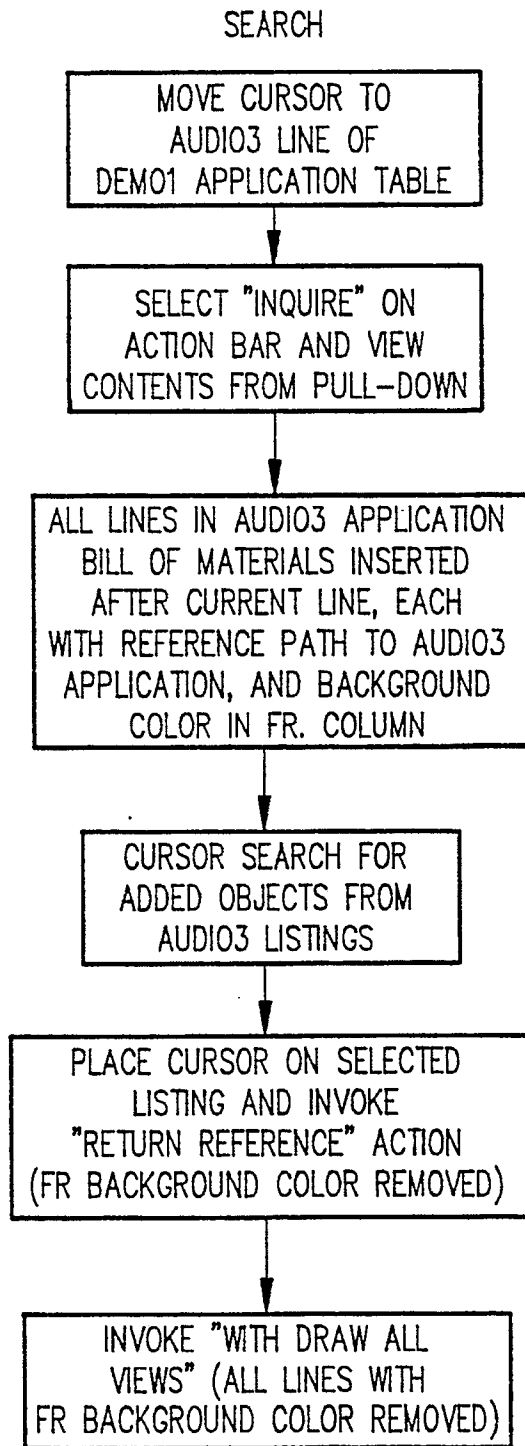 SEARCH
MOVE CURSOR TO
AUDIO3 LINE OF
DEMO1 APPLICATION TABLE
SELECT "INQUIRE" ON
ACTION BAR AND VIEW
CONTENTS FROM PULL-DOWN
ALL LINES IN AUDIO3 APPLICATION
BILL OF MATERIALS INSERTED
AFTER CURRENT LINE, EACH
WITH REFERENCE PATH TO AUDIO3
APPLICATION, AND BACKGROUND
COLOR IN FR. COLUMN
CURSOR SEARCH FOR
ADDED OBJECTS FROM
AUDIO3 LISTINGS
PLACE CURSOR ON SELECTED
LISTING AND INVOKE
"RETURN REFERENCE" ACTION
(FR BACKGROUND COLOR REMOVED)
INVOKE "WITH DRAW ALL
VIEWS" (ALL LINES WITH
FR BACKGROUND COLOR REMOVED)